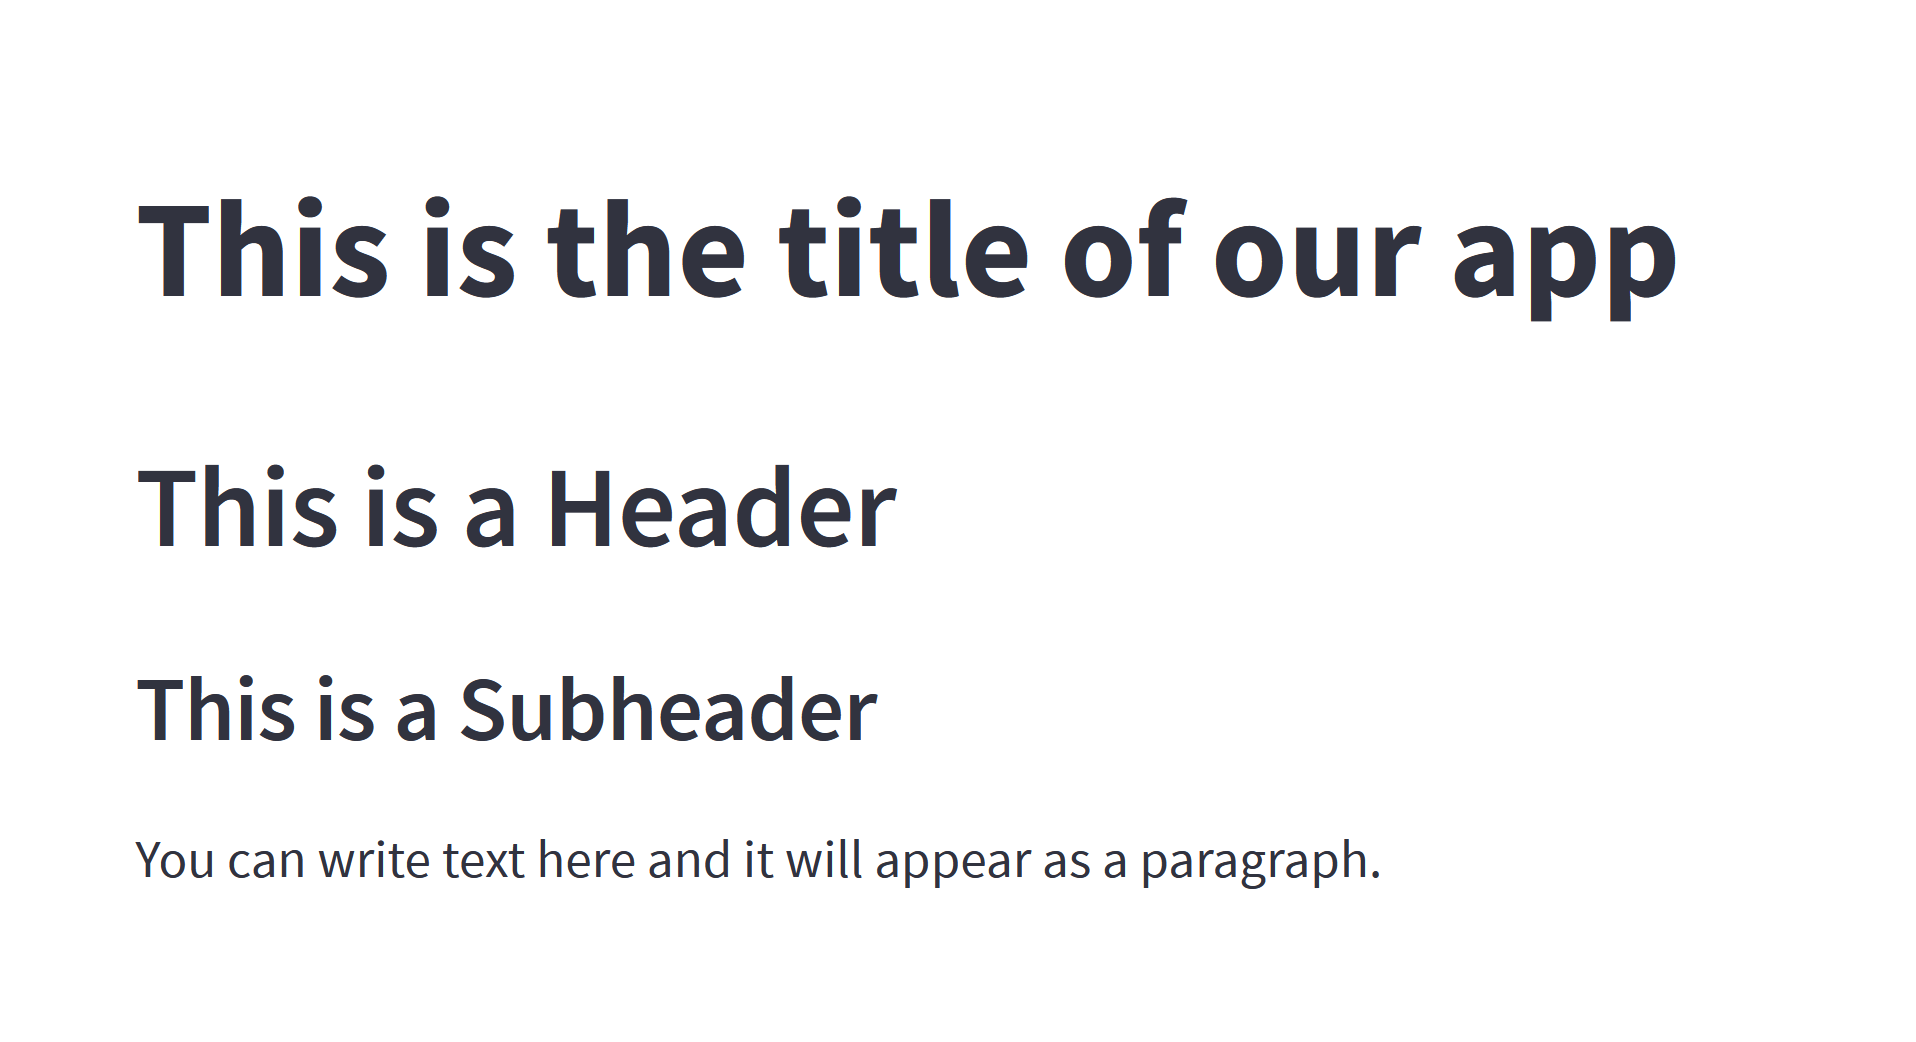 This is the title of our app
This is a Header
This is a Subheader
You can write text here and it will appear as a paragraph.